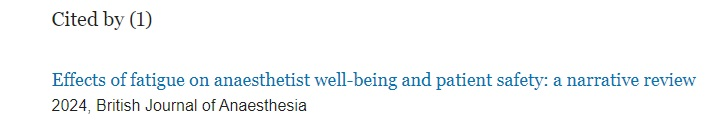 Cited by (1)
Effects of fatigue on anaesthetist well-being and patient safety: a narrative review
2024, British Journal of Anaesthesia